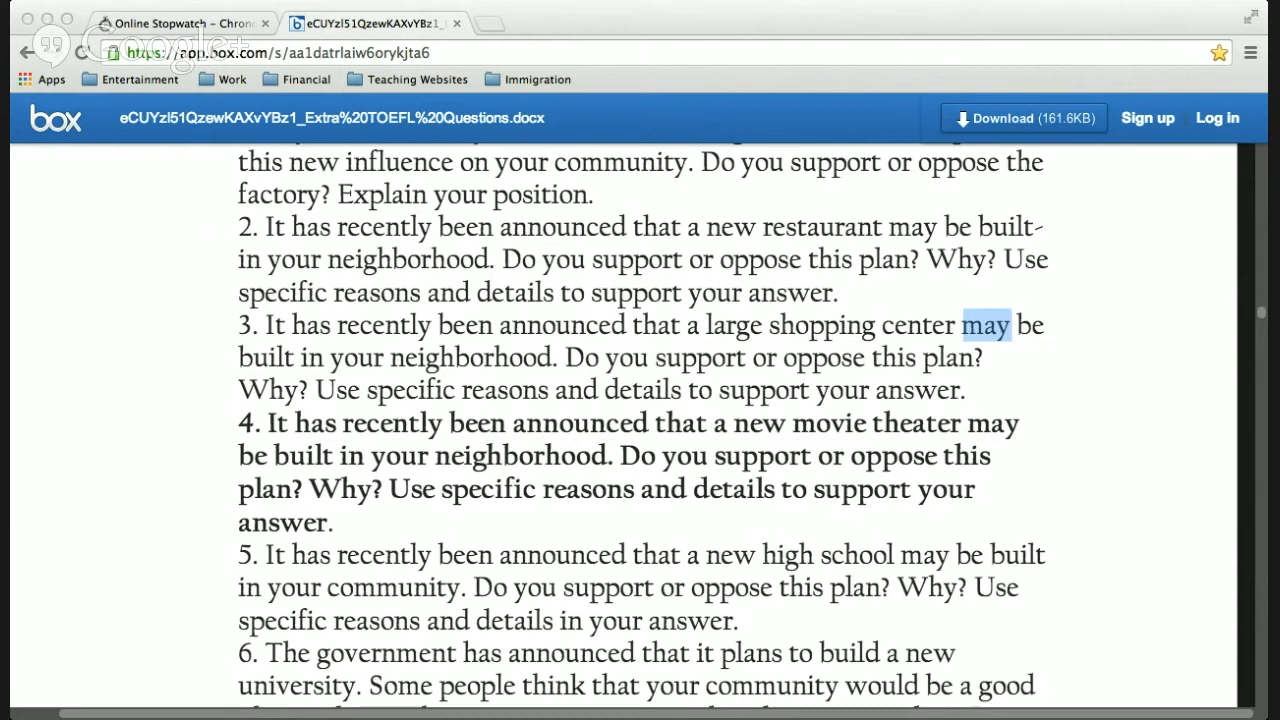 Online Stopwatch – Chron
eCUYzl51QzewKAXvYBz1_
Google+
https://app.box.com/s/aa1datrlaiw6orykjta6
Apps Entertainment Work Financial Teaching Websites Immigration
box eCUYzl51QzewKAXvYBz1_Extra%20TOEFL%20Questions.docx Download (161.6KB) Sign up Log in
this new influence on your community. Do you support or oppose the
factory? Explain your position.
2. It has recently been announced that a new restaurant may be built-
in your neighborhood. Do you support or oppose this plan? Why? Use
specific reasons and details to support your answer.
3. It has recently been announced that a large shopping center may be
built in your neighborhood. Do you support or oppose this plan?
Why? Use specific reasons and details to support your answer.
4. It has recently been announced that a new movie theater may
be built in your neighborhood. Do you support or oppose this
plan? Why? Use specific reasons and details to support your
answer.
5. It has recently been announced that a new high school may be built
in your community. Do you support or oppose this plan? Why? Use
specific reasons and details in your answer.
6. The government has announced that it plans to build a new
university. Some people think that your community would be a good